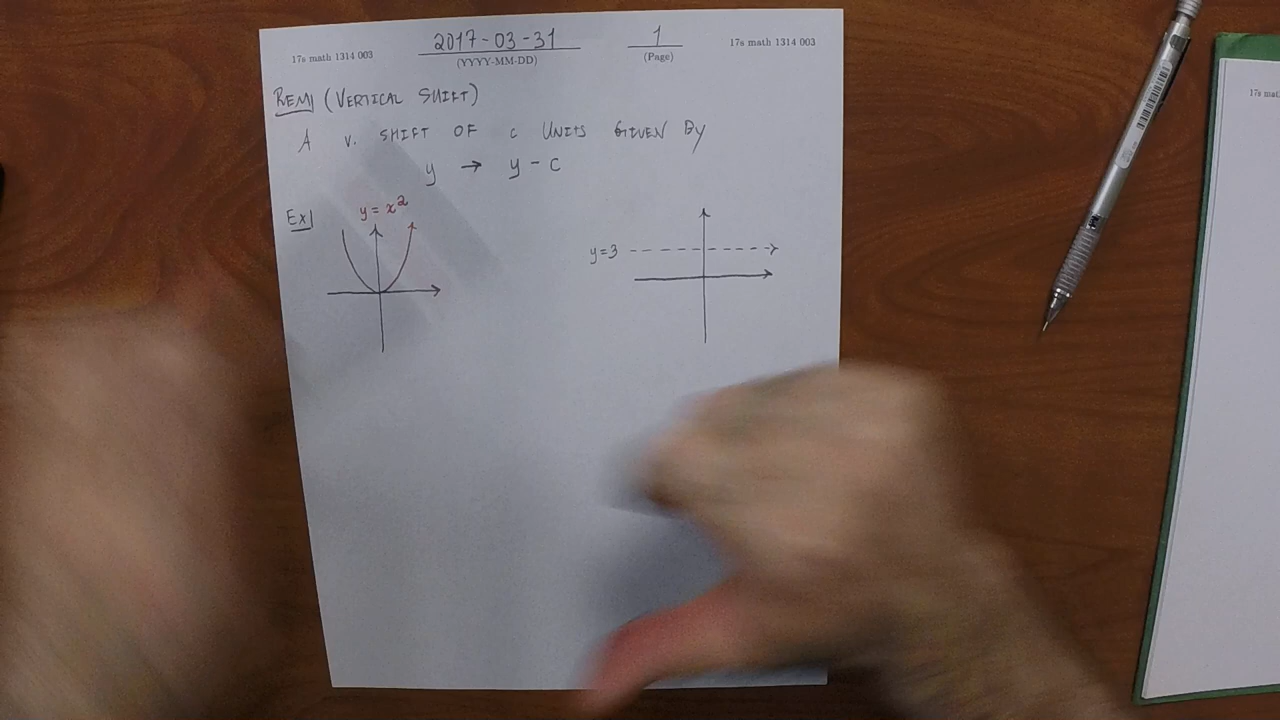 17s math 1314 003 2017-03-31 1 17s math 1314 003
(YYYY-MM-DD) (Page)
REM (VERTICAL SHIFT)
A v. SHIFT OF c UNITS GIVEN BY
y → y - c
Ex y = x²
y=3
17s mat